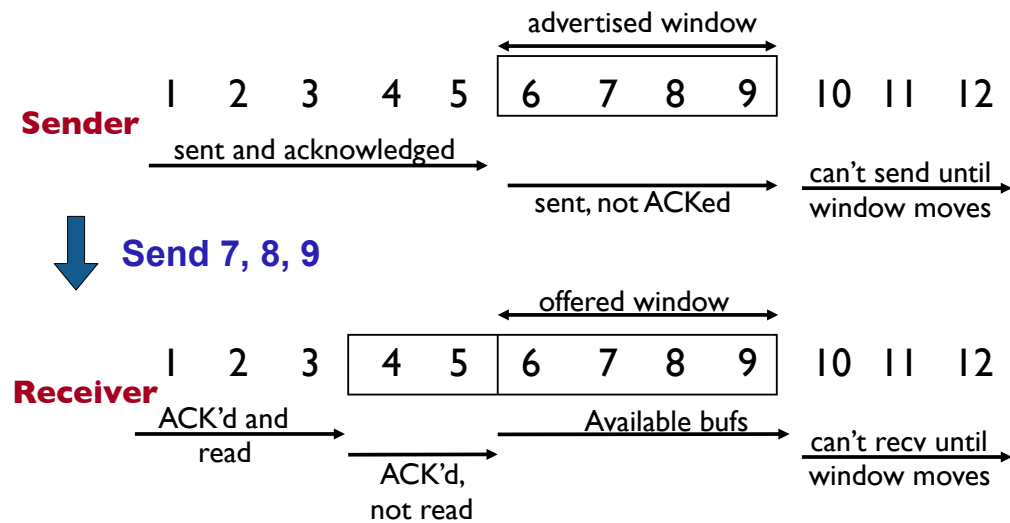 advertised window
1 2 3 4 5 6 7 8 9 10 11 12
Sender
sent and acknowledged
sent, not ACKed
can't send until
window moves
Send 7, 8, 9
offered window
1 2 3 4 5 6 7 8 9 10 11 12
Receiver
ACK'd and
read
ACK'd,
not read
Available bufs
can't recv until
window moves